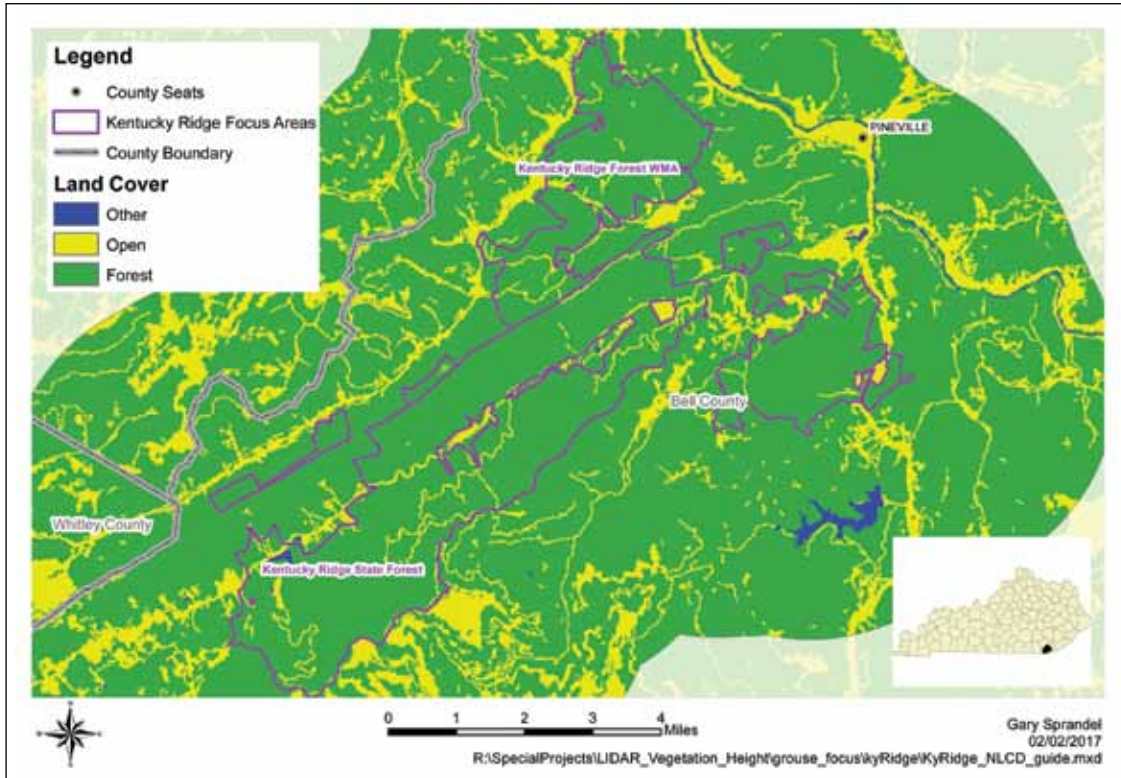 Legend
County Seats
Kentucky Ridge Focus Areas
County Boundary
Land Cover
Other
Open
Forest
PINEVILLE
Kentucky Ridge Forest WMA
Bell County
Whitley County
Kentucky Ridge State Forest
0 1 2 3 4
Miles
Gary Sprandel
02/02/2017
R:\SpecialProjects\LIDAR_Vegetation_Height\grouse_focus\kyRidge\KyRidge_NLCD_guide.mxd